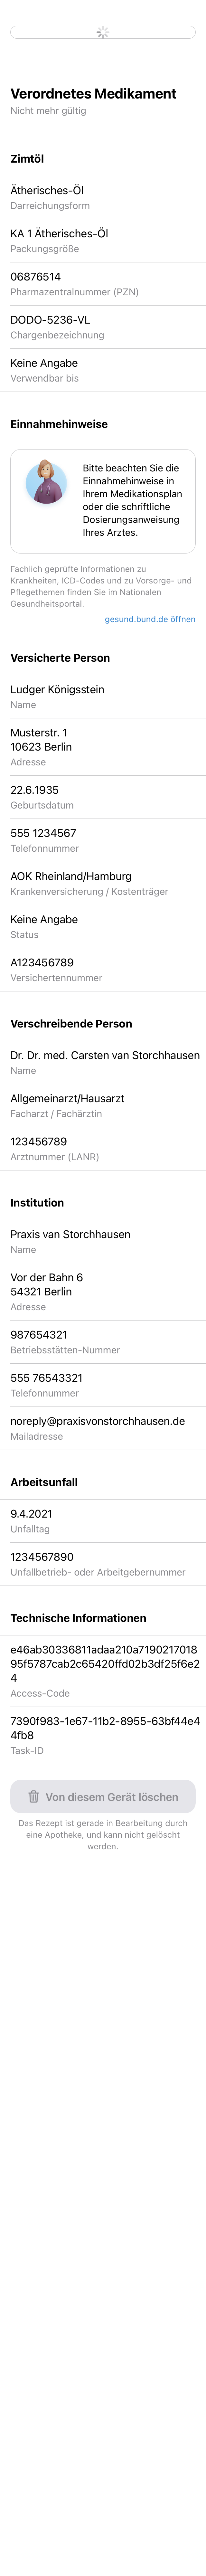 Verordnetes Medikament
Nicht mehr gültig
Zimtöl
Ätherisches-Öl
Darreichungsform
KA 1 Ätherisches-Öl
Packungsgröße
06876514
Pharmazentralnummer (PZN)
DODO-5236-VL
Chargenbezeichnung
Keine Angabe
Verwendbar bis
Einnahmehinweise
Bitte beachten Sie die
Einnahmehinweise in
Ihrem Medikationsplan
oder die schriftliche
Dosierungsanweisung
Ihres Arztes.
Fachlich geprüfte Informationen zu
Krankheiten, ICD-Codes und zu Vorsorge- und
Pflegethemen finden Sie im Nationalen
Gesundheitsportal.
gesund.bund.de öffnen
Versicherte Person
Ludger Königsstein
Name
Musterstr. 1
10623 Berlin
Adresse
22.6.1935
Geburtsdatum
555 1234567
Telefonnummer
AOK Rheinland/Hamburg
Krankenversicherung / Kostenträger
Keine Angabe
Status
A123456789
Versichertennummer
Verschreibende Person
Dr. Dr. med. Carsten van Storchhausen
Name
Allgemeinarzt/Hausarzt
Facharzt / Fachärztin
123456789
Arztnummer (LANR)
Institution
Praxis van Storchhausen
Name
Vor der Bahn 6
54321 Berlin
Adresse
987654321
Betriebsstätten-Nummer
555 76543321
Telefonnummer
noreply@praxisvonstorchhausen.de
Mailadresse
Arbeitsunfall
9.4.2021
Unfalltag
1234567890
Unfallbetrieb- oder Arbeitgebernummer
Technische Informationen
e46ab30336811adaa210a7190217018
95f5787cab2c65420ffd02b3df25f6e2
4
Access-Code
7390f983-1e67-11b2-8955-63bf44e4
4fb8
Task-ID
Von diesem Gerät löschen
Das Rezept ist gerade in Bearbeitung durch
eine Apotheke, und kann nicht gelöscht
werden.